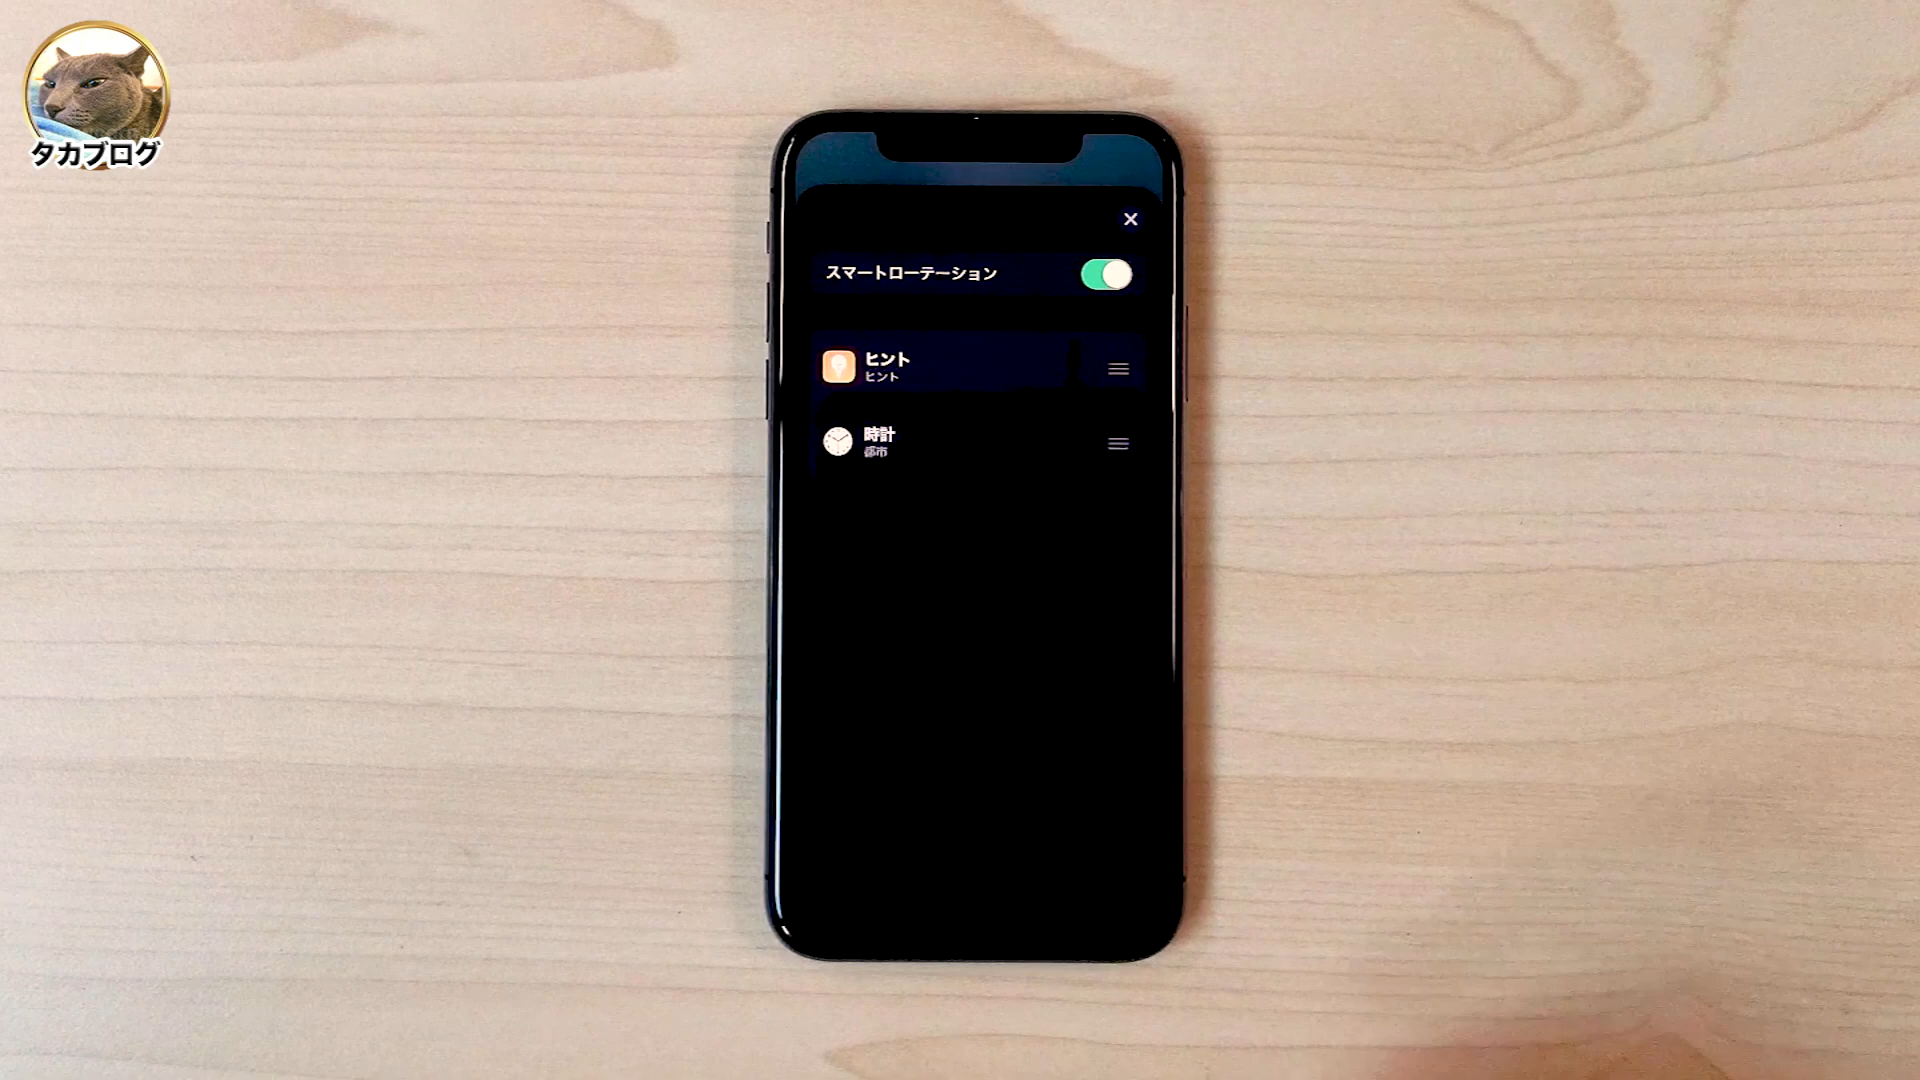 タカブログ
スマートローテーション
ヒント
ヒント
時計
都市